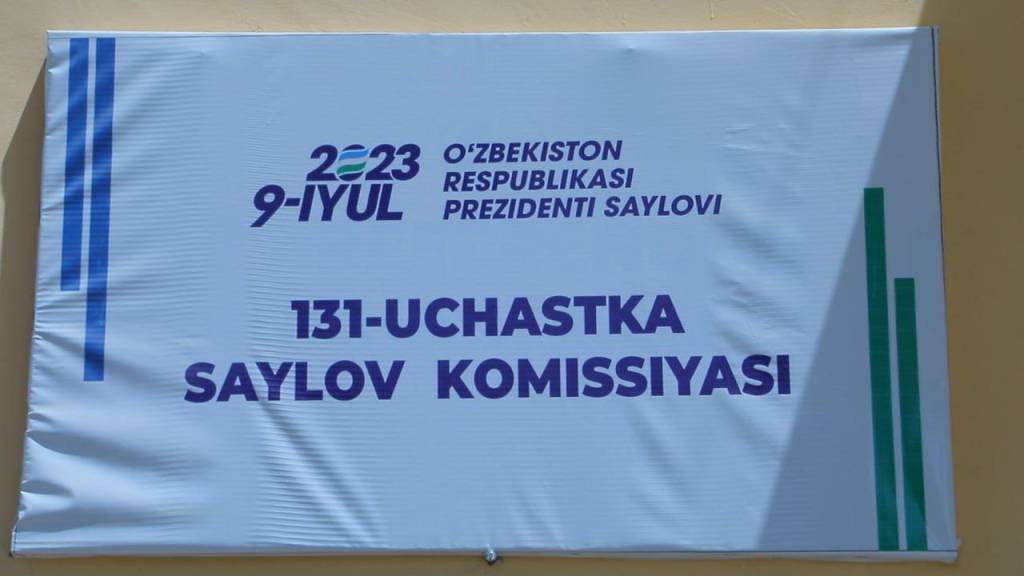 2023
9-IYUL
O‘ZBEKISTON
RESPUBLIKASI
PREZIDENTI SAYLOVI
131-UCHASTKA
SAYLOV KOMISSIYASI